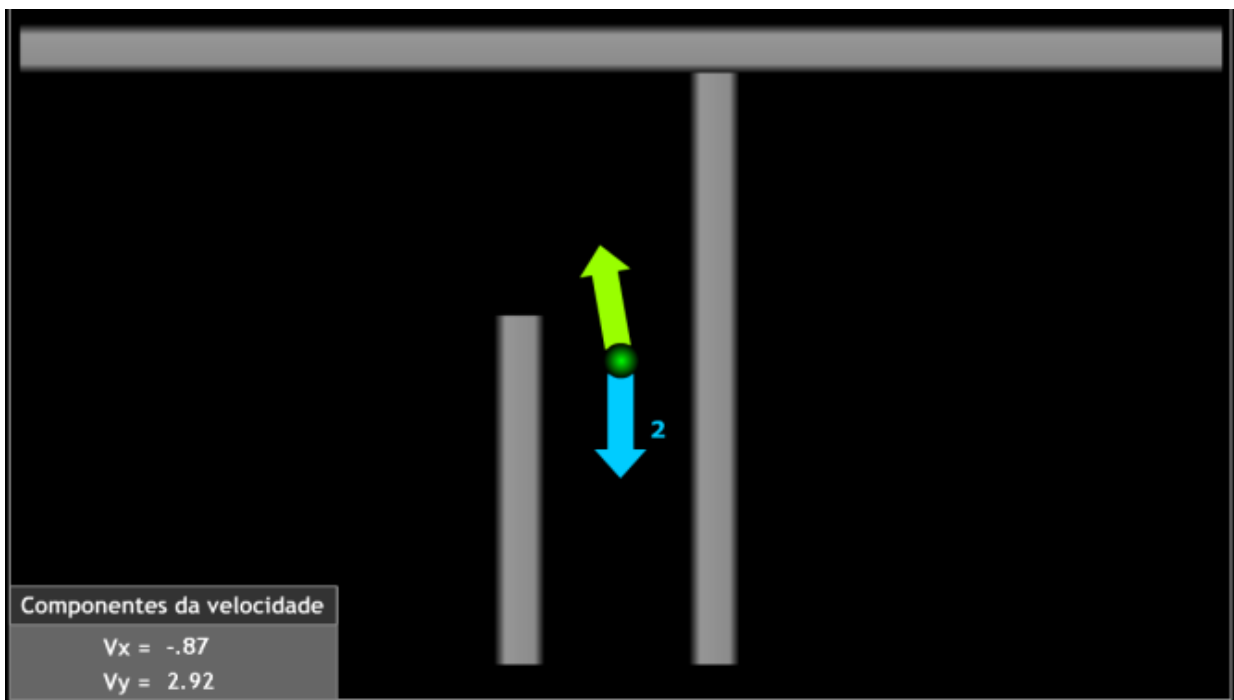 2
Componentes da velocidade
Vx = -.87
Vy = 2.92